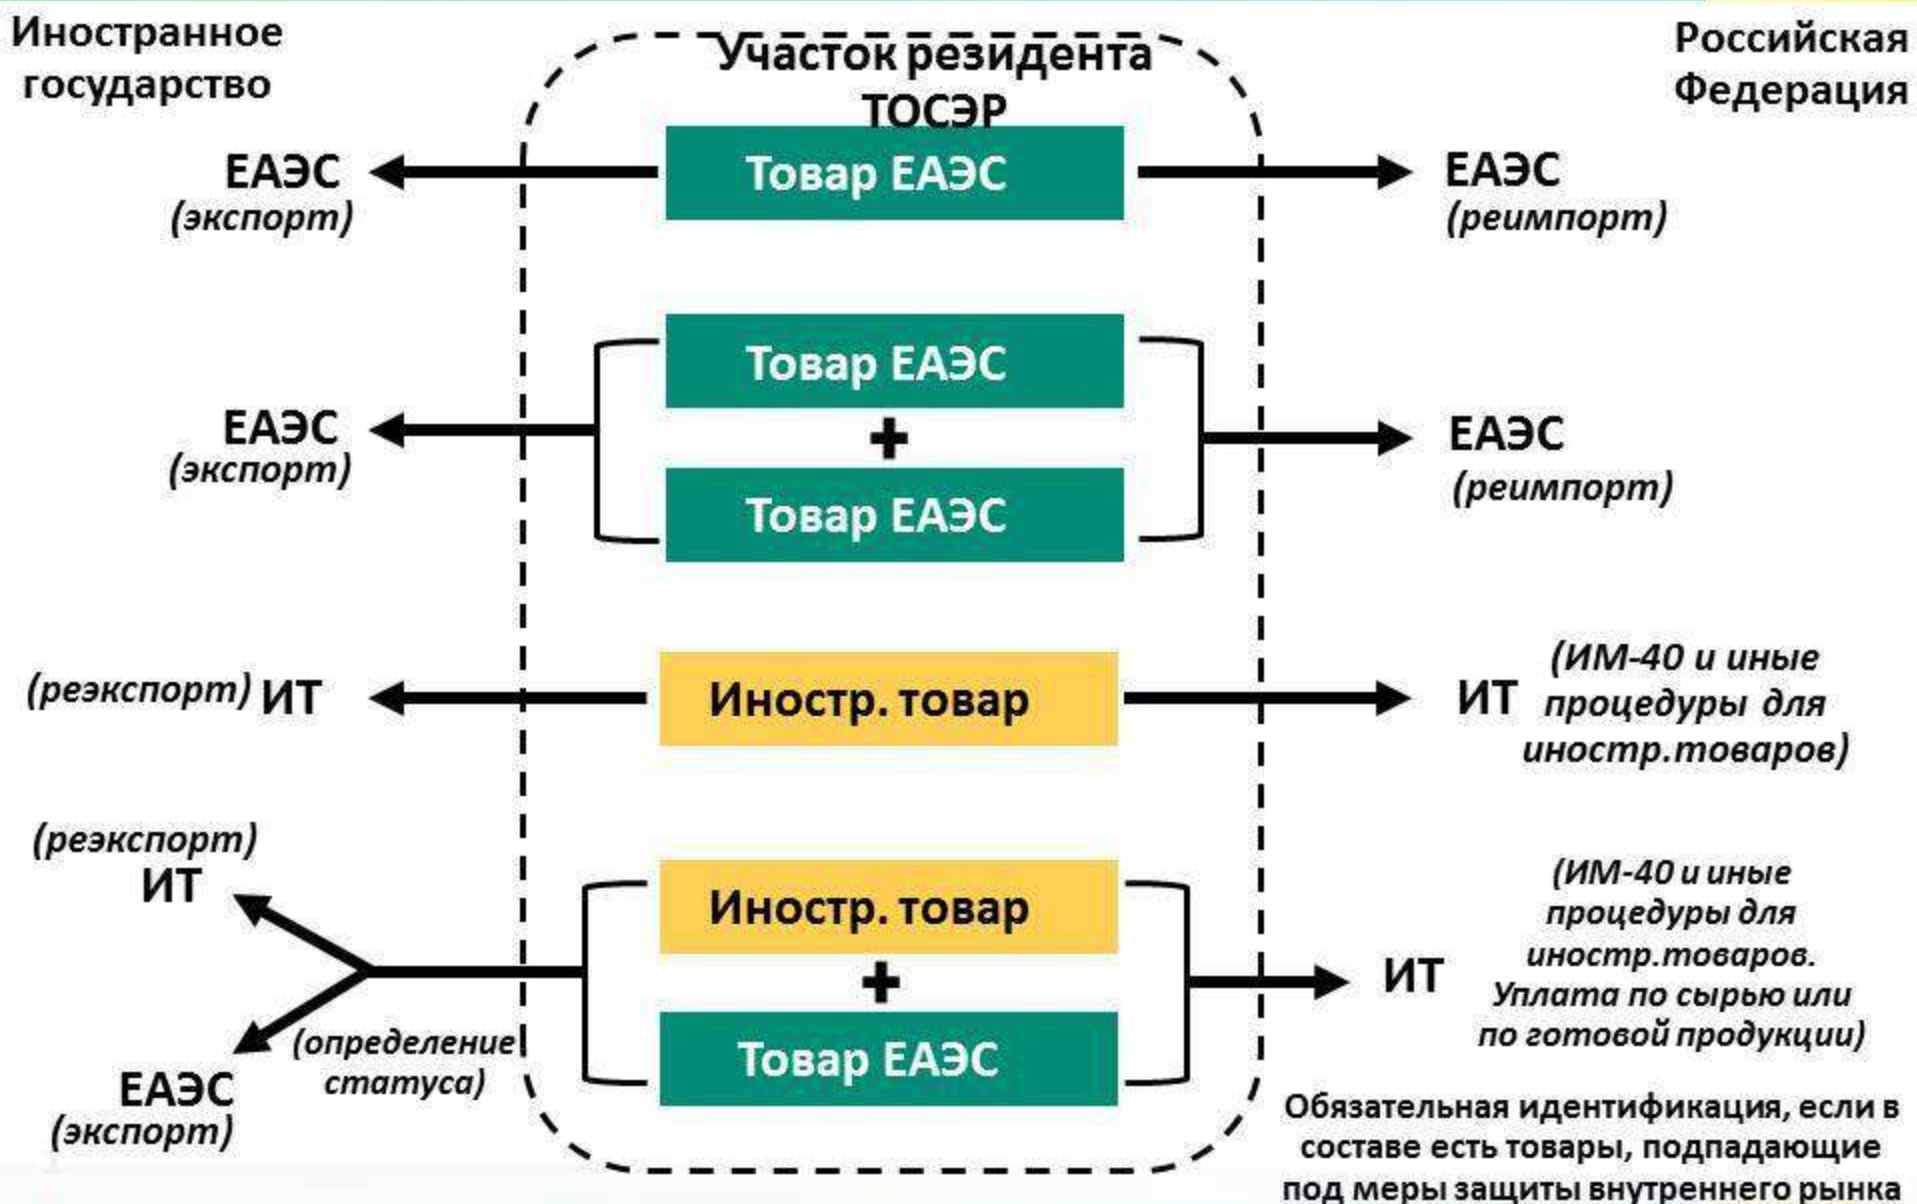 Иностранное
государство
Участок резидента
ТОСЭР
Российская
Федерация
ЕАЭС
(экспорт)
Товар ЕАЭС
ЕАЭС
(реимпорт)
ЕАЭС
(экспорт)
Товар ЕАЭС
+
Товар ЕАЭС
ЕАЭС
(реимпорт)
(реэкспорт) ИТ
Иностр. товар
ИТ
(ИМ-40 и иные
процедуры для
иностр.товаров)
(реэкспорт)
ИТ
ЕАЭС
(экспорт)
(определение
статуса)
Иностр. товар
+
Товар ЕАЭС
ИТ
(ИМ-40 и иные
процедуры для
иностр.товаров.
Уплата по сырью или
по готовой продукции)
Обязательная идентификация, если в
составе есть товары, подпадающие
под меры защиты внутреннего рынка